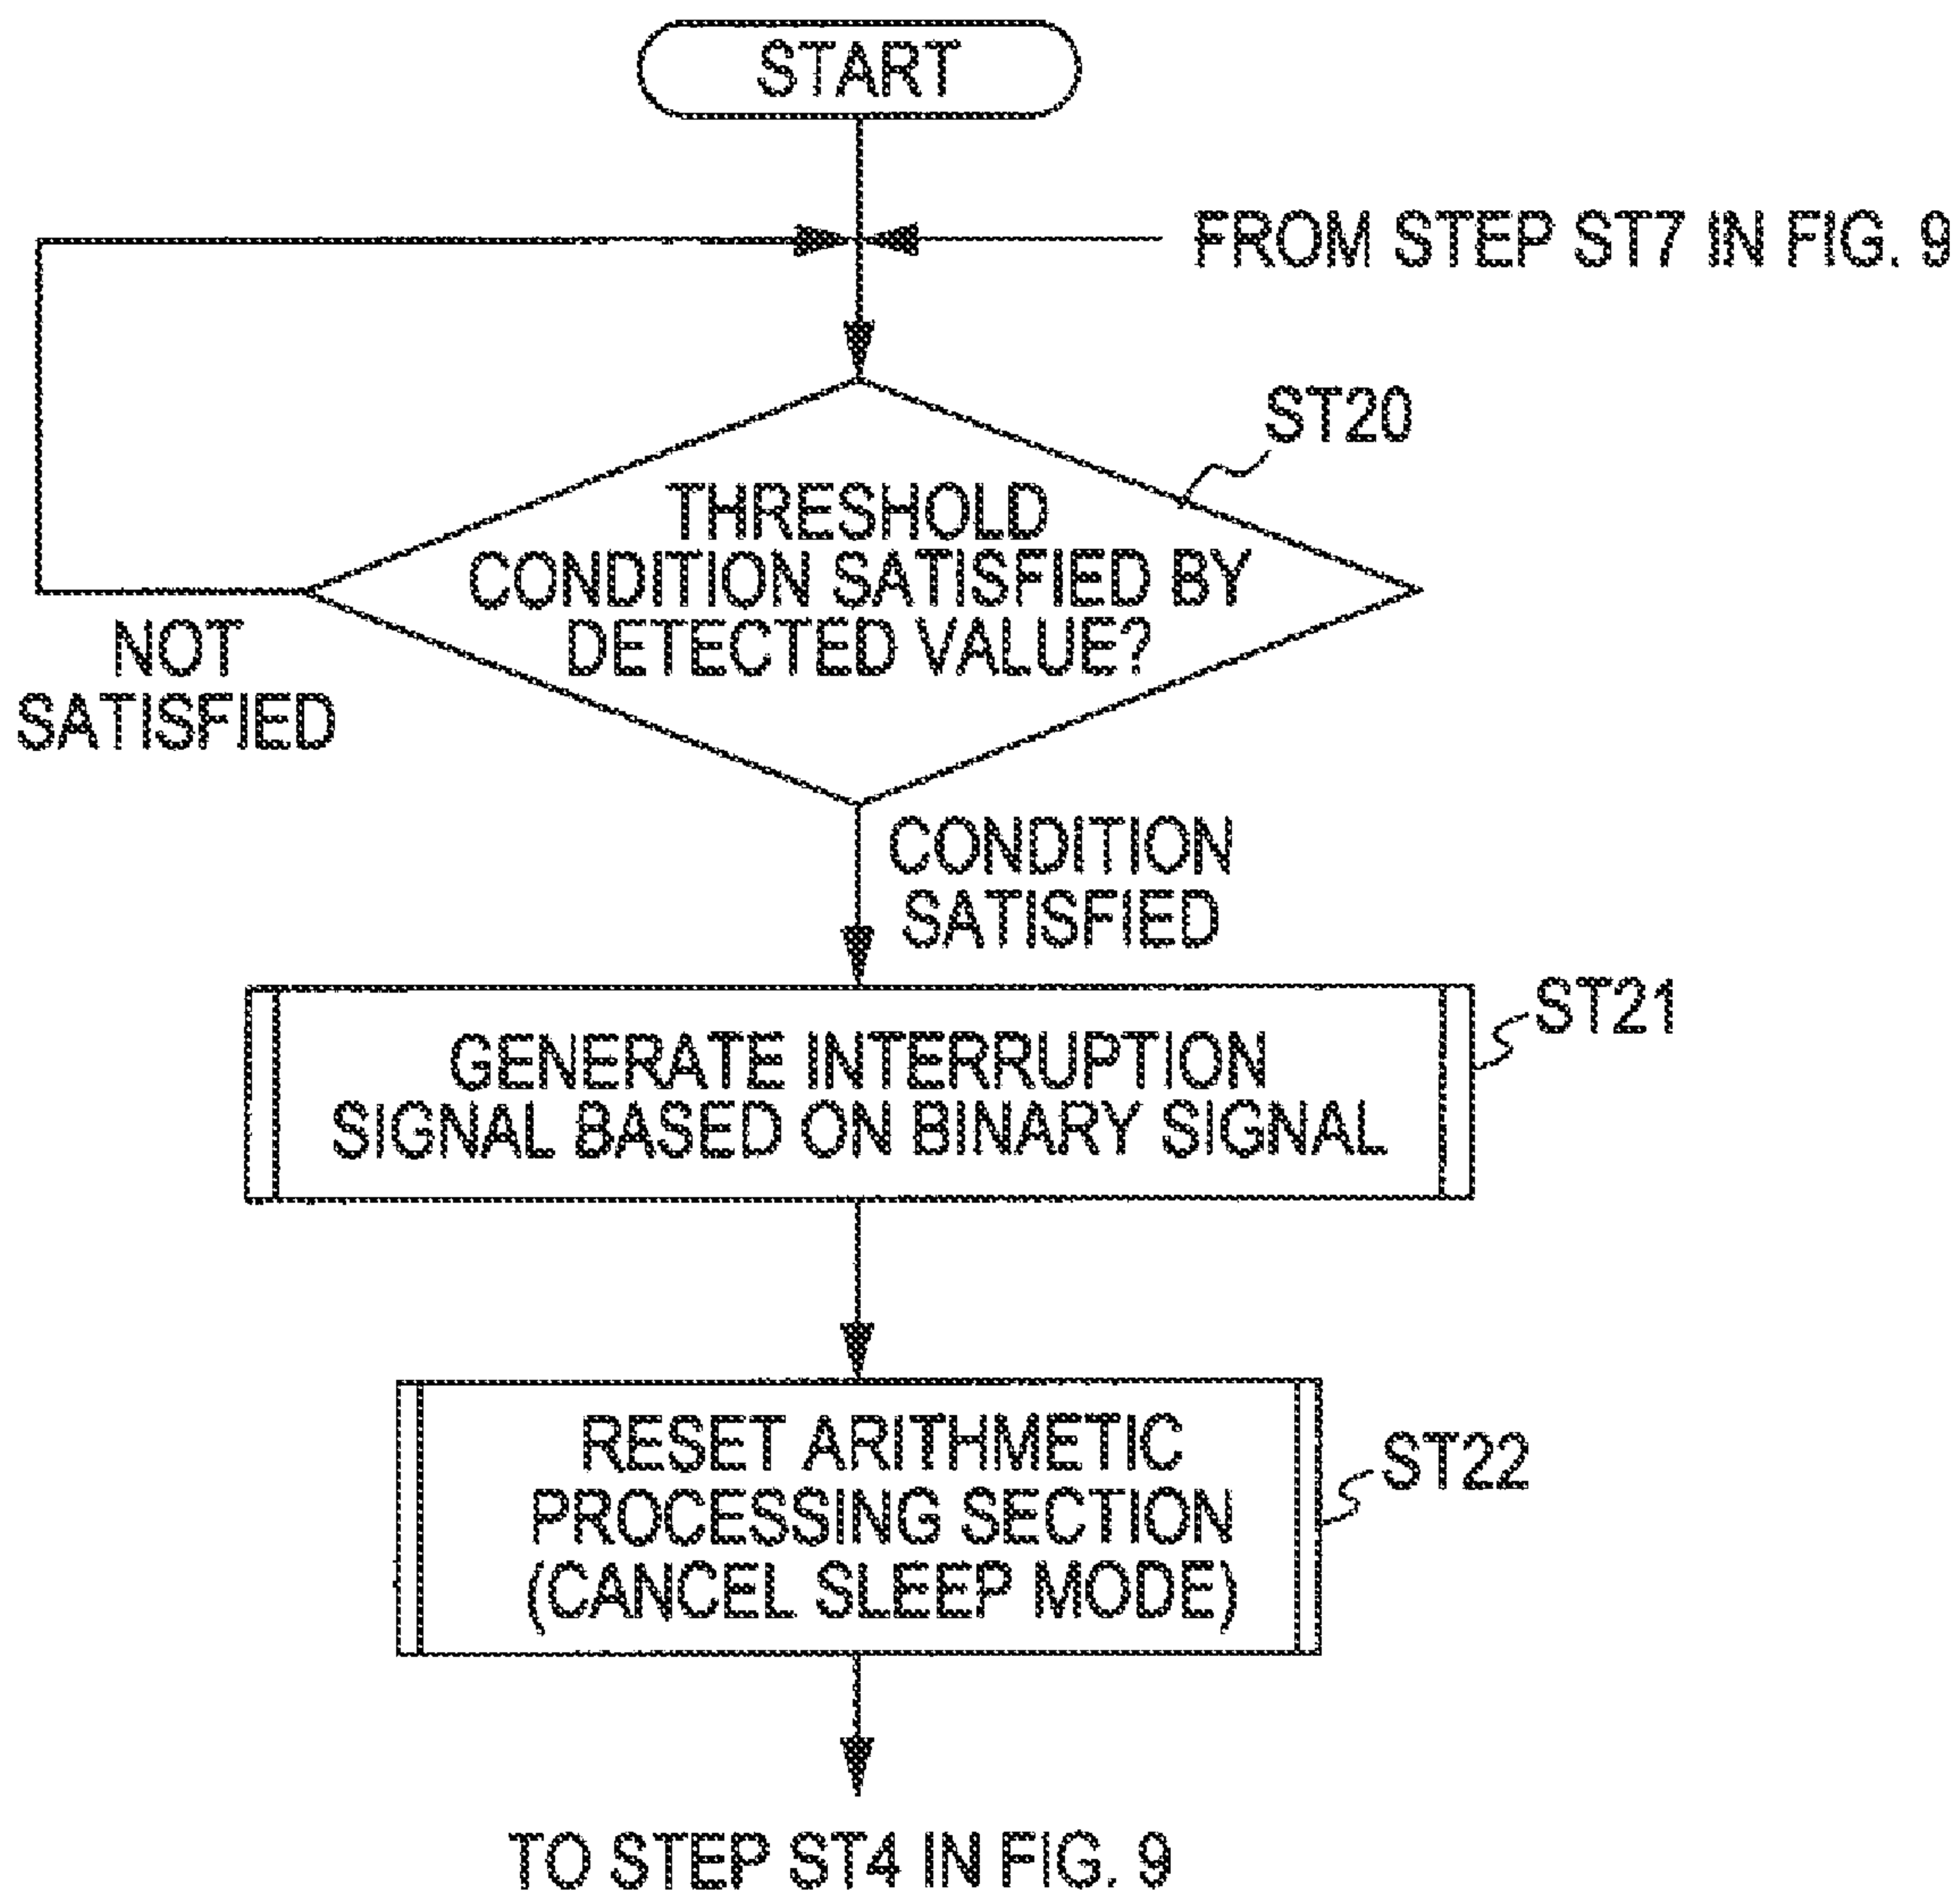 START
FROM STEP ST7 IN FIG. 9
ST20
THRESHOLD
CONDITION SATISFIED BY
DETECTED VALUE?
NOT
SATISFIED
CONDITION
SATISFIED
ST21
GENERATE INTERRUPTION
SIGNAL BASED ON BINARY SIGNAL
ST22
RESET ARITHMETIC
PROCESSING SECTION
(CANCEL SLEEP MODE)
TO STEP ST4 IN FIG. 9